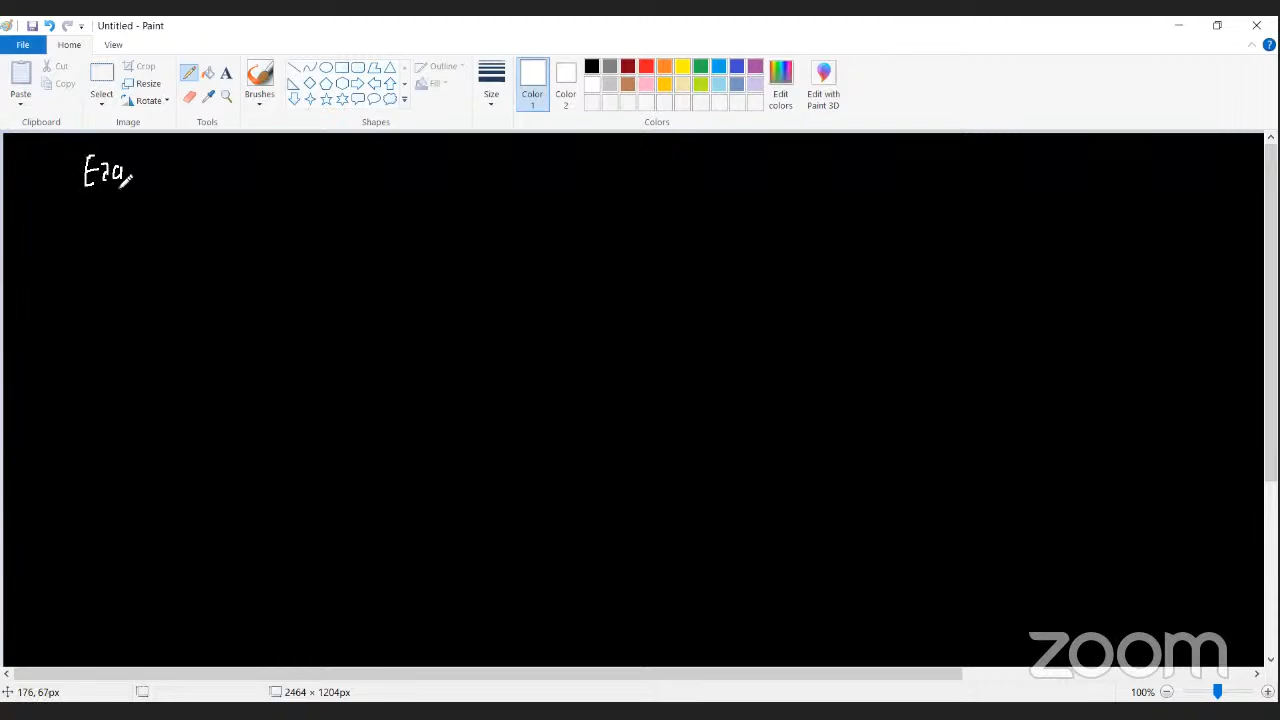 Untitled - Paint
File Home View
Paste
Cut
Copy
Clipboard
Select
Crop
Resize
Rotate
Image
Tools
Brushes
Outline
Fill
Shapes
Size
Color 1
Color 2
Edit colors
Colors
Edit with Paint 3D
Exa
zoom
176, 67px
2464 × 1204px
100%